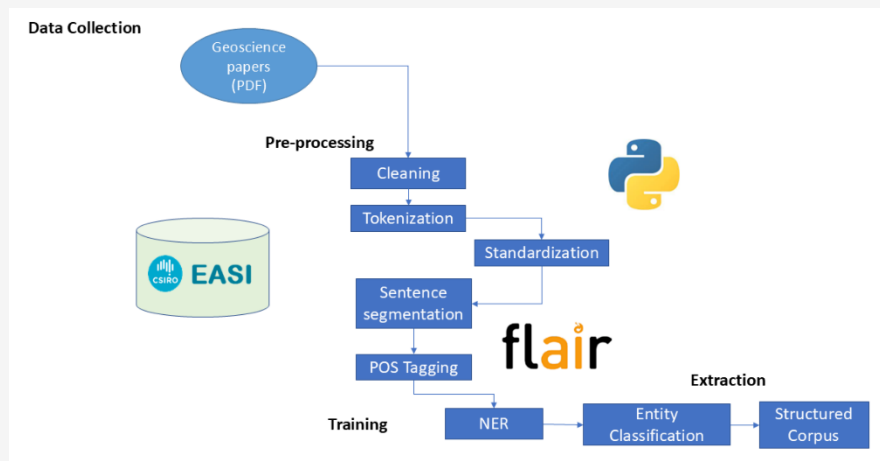 Data Collection
Geoscience
papers
(PDF)
Pre-processing
Cleaning
Tokenization
Standardization
CSIRO
EASI
Sentence
segmentation
flair
POS Tagging
Extraction
Training
NER
Entity
Classification
Structured
Corpus